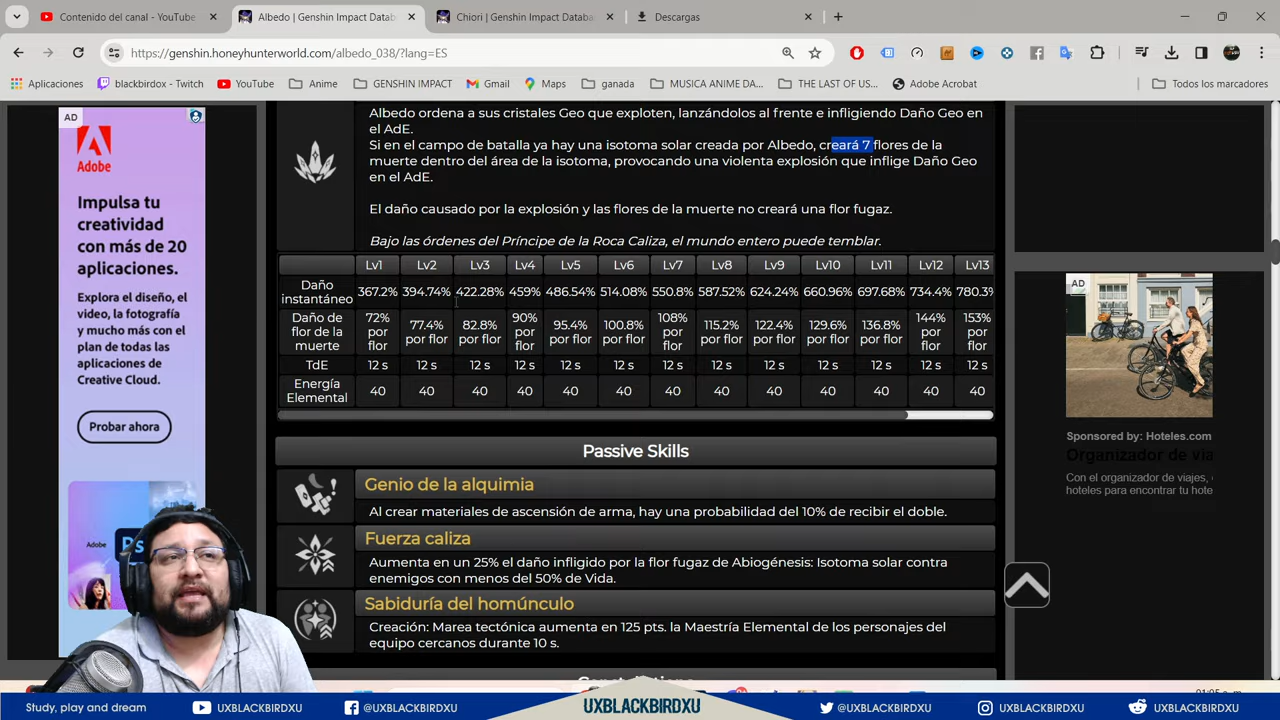 Contenido del canal - YouTube
Albedo | Genshin Impact Datab
Chiori | Genshin Impact Databa
Descargas
https://genshin.honeyhunterworld.com/albedo_038/?lang=ES
Aplicaciones
blackbirdox - Twitch
YouTube
Anime
GENSHIN IMPACT
Gmail
Maps
ganada
MUSICA ANIME DA...
THE LAST OF US...
Adobe Acrobat
Todos los marcadores
AD
Adobe
Impulsa tu
creatividad
con más de 20
aplicaciones.
Explora el diseño, el
video, la fotografía
y mucho más con el
plan de todas las
aplicaciones de
Creative Cloud.
Probar ahora
Adobe
Ps
Albedo ordena a sus cristales Geo que exploten, lanzándolos al frente e infligiendo Daño Geo en
el AdE.
Si en el campo de batalla ya hay una isotoma solar creada por Albedo, creará 7 flores de la
muerte dentro del área de la isotoma, provocando una violenta explosión que inflige Daño Geo
en el AdE.
El daño causado por la explosión y las flores de la muerte no creará una flor fugaz.
Bajo las órdenes del Príncipe de la Roca Caliza, el mundo entero puede temblar.
Lv1 Lv2 Lv3 Lv4 Lv5 Lv6 Lv7 Lv8 Lv9 Lv10 Lv11 Lv12 Lv13
Daño instantáneo 394.74% 422.28% 459% 486.54% 514.08% 550.8% 587.52% 624.24% 660.96% 697.68% 734.4% 780.3%
Daño de flor de la muerte 72% por flor 77.4% por flor 82.8% por flor 90% por flor 95.4% por flor 100.8% por flor 108% por flor 115.2% por flor 122.4% por flor 129.6% por flor 136.8% por flor 144% por flor 153% por flor
TdE 12 s 12 s 12 s 12 s 12 s 12 s 12 s 12 s 12 s 12 s 12 s 12 s 12 s
Energía Elemental 40 40 40 40 40 40 40 40 40 40 40 40 40
Passive Skills
Genio de la alquimia
Al crear materiales de ascensión de arma, hay una probabilidad del 10% de recibir el doble.
Fuerza caliza
Aumenta en un 25% el daño infligido por la flor fugaz de Abiogénesis: Isotoma solar contra
enemigos con menos del 50% de Vida.
Sabiduría del homúnculo
Creación: Marea tectónica aumenta en 125 pts. la Maestría Elemental de los personajes del
equipo cercanos durante 10 s.
Constellations
AD
Sponsored by: Hoteles.com
Organizador de via
Con el organizador de viajes,
hoteles para encontrar tu hote
Study, play and dream
UXBLACKBIRDXU
@UXBLACKBIRDXU
UXBLACKBIRDXU
@UXBLACKBIRDXU
UXBLACKBIRDXU
UXBLACKBIRDXU